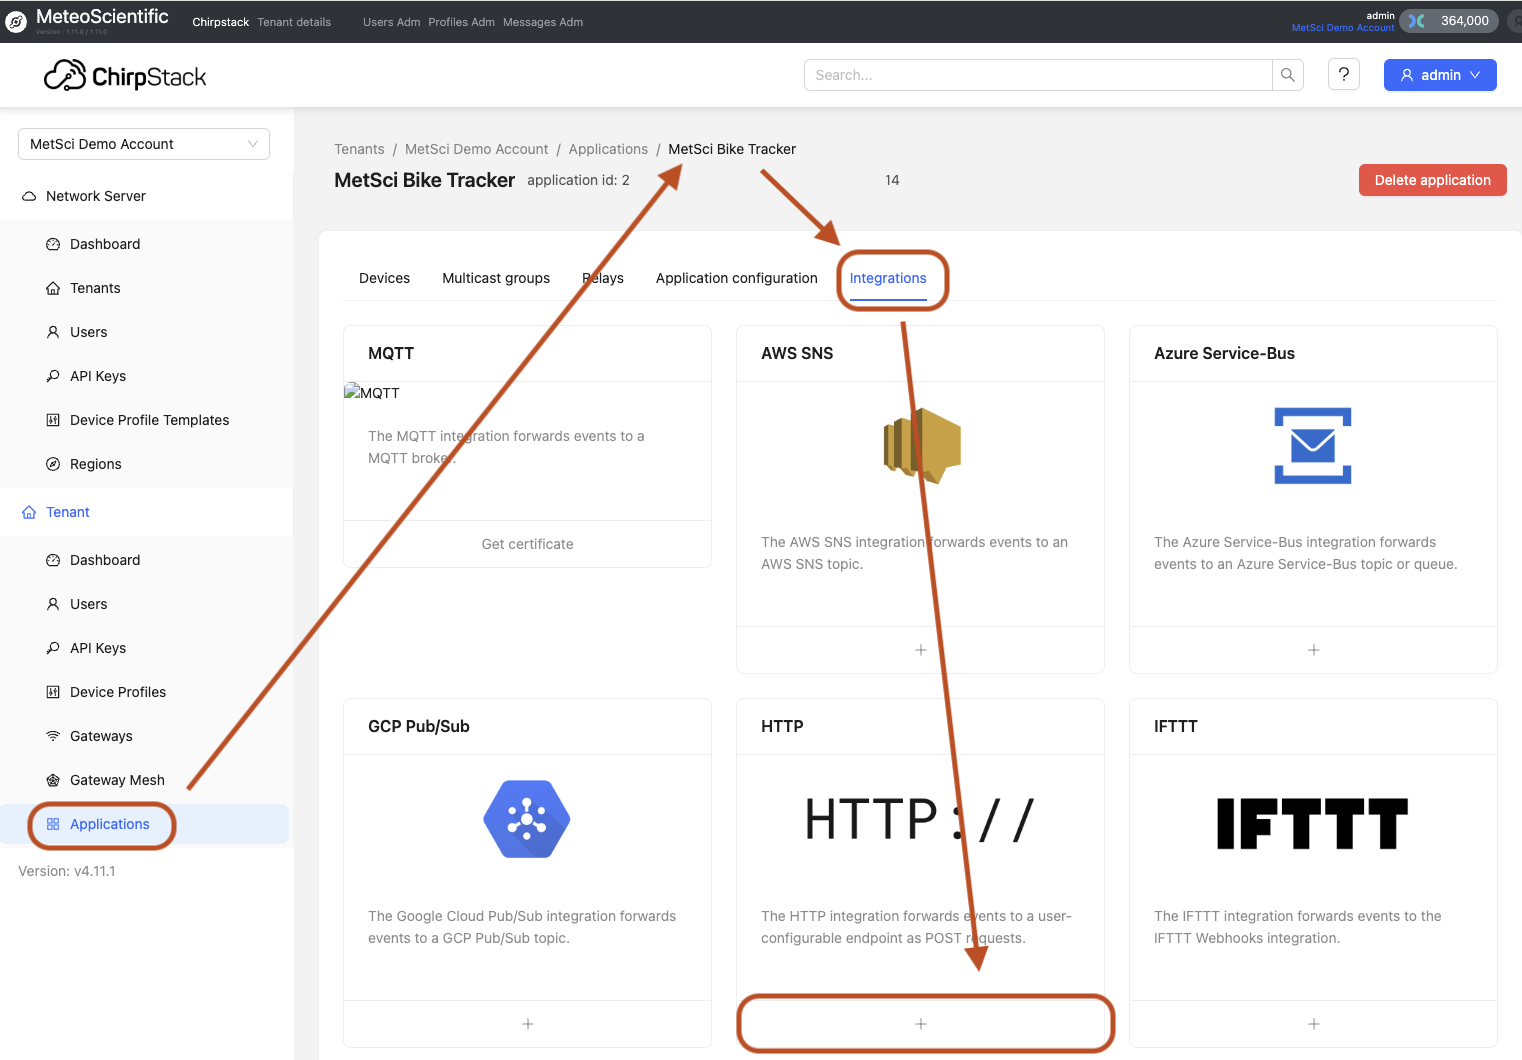 MeteoScientific
Version : 1.11.0 / 1.11.0
Chirpstack Tenant details Users Adm Profiles Adm Messages Adm
admin
MetSci Demo Account
364,000
ChirpStack
Search...
?
admin
MetSci Demo Account
Network Server
Dashboard
Tenants
Users
API Keys
Device Profile Templates
Regions
Tenant
Dashboard
Users
API Keys
Device Profiles
Gateways
Gateway Mesh
Applications
Version: v4.11.1
Tenants / MetSci Demo Account / Applications / MetSci Bike Tracker
MetSci Bike Tracker application id: 2 14
Delete application
Devices Multicast groups Relays Application configuration Integrations
MQTT
MQTT
The MQTT integration forwards events to a
MQTT broker.
Get certificate
AWS SNS
The AWS SNS integration forwards events to an
AWS SNS topic.
+
Azure Service-Bus
The Azure Service-Bus integration forwards
events to an Azure Service-Bus topic or queue.
+
GCP Pub/Sub
The Google Cloud Pub/Sub integration forwards
events to a GCP Pub/Sub topic.
+
HTTP
HTTP://
The HTTP integration forwards events to a user-
configurable endpoint as POST requests.
+
IFTTT
IFTTT
The IFTTT integration forwards events to the
IFTTT Webhooks integration.
+